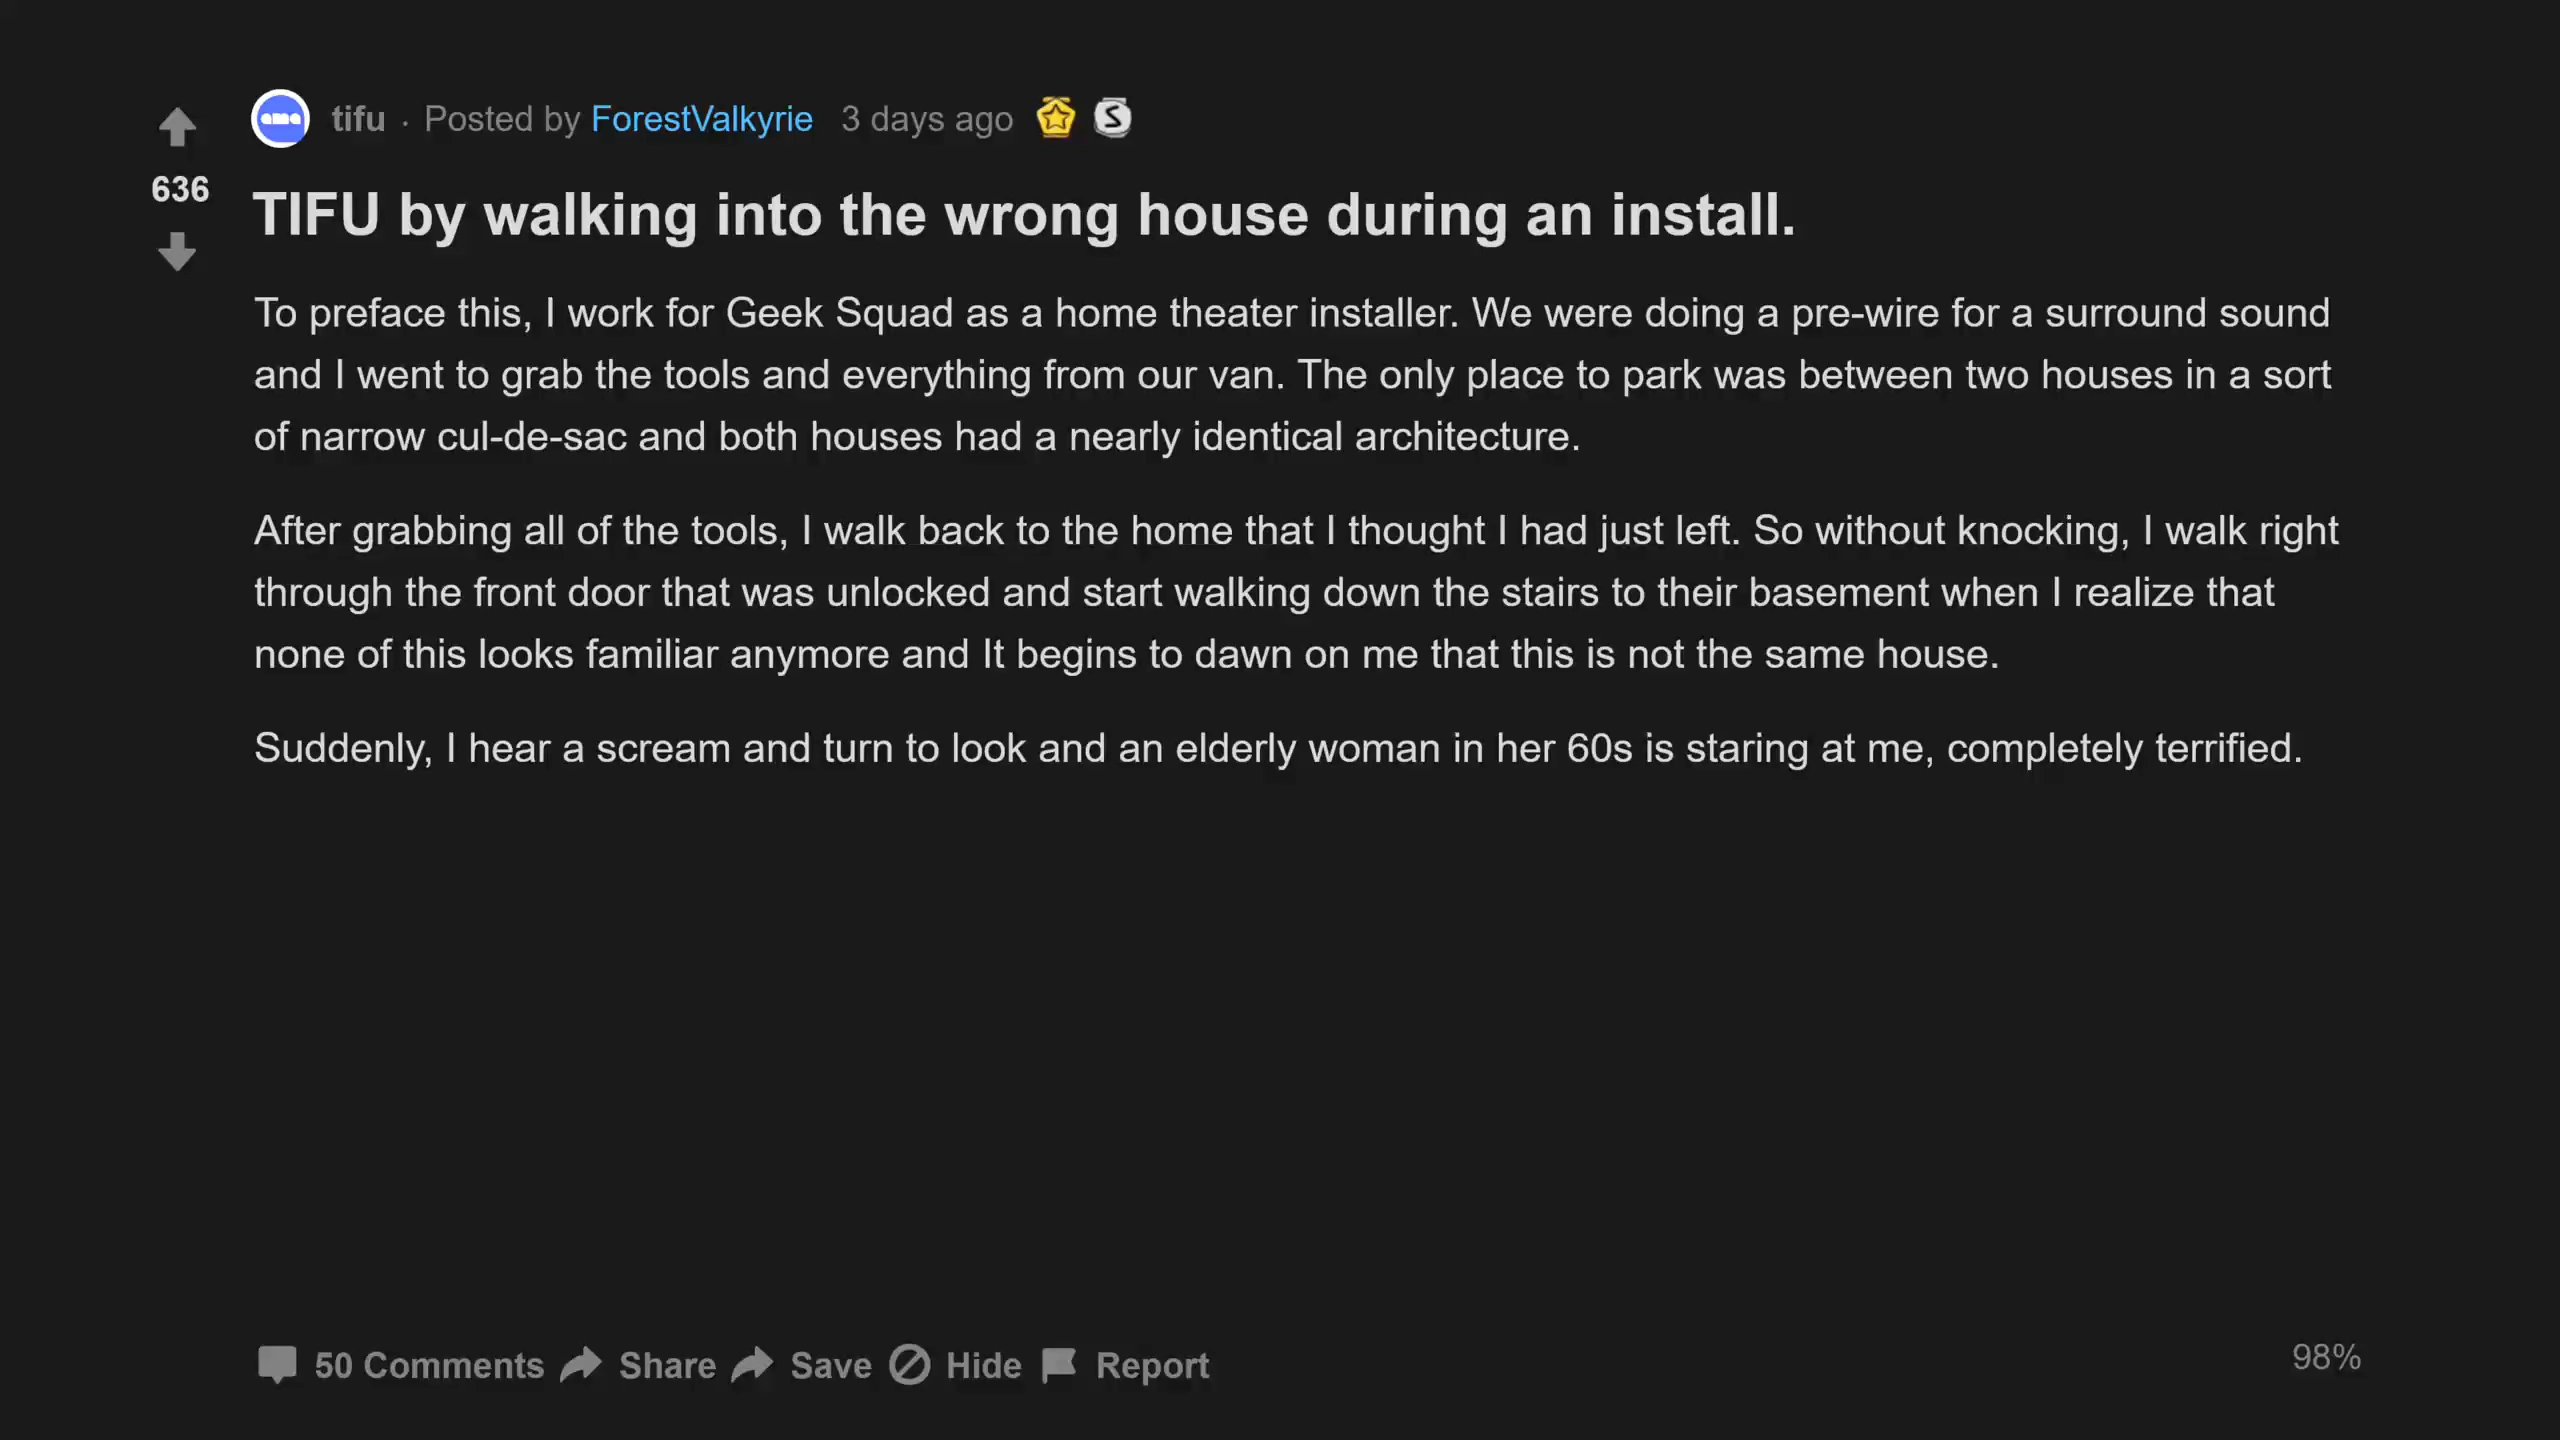 ama tifu · Posted by ForestValkyrie 3 days ago S
636
TIFU by walking into the wrong house during an install.
To preface this, I work for Geek Squad as a home theater installer. We were doing a pre-wire for a surround sound
and I went to grab the tools and everything from our van. The only place to park was between two houses in a sort
of narrow cul-de-sac and both houses had a nearly identical architecture.
After grabbing all of the tools, I walk back to the home that I thought I had just left. So without knocking, I walk right
through the front door that was unlocked and start walking down the stairs to their basement when I realize that
none of this looks familiar anymore and It begins to dawn on me that this is not the same house.
Suddenly, I hear a scream and turn to look and an elderly woman in her 60s is staring at me, completely terrified.
50 Comments Share Save Hide Report
98%